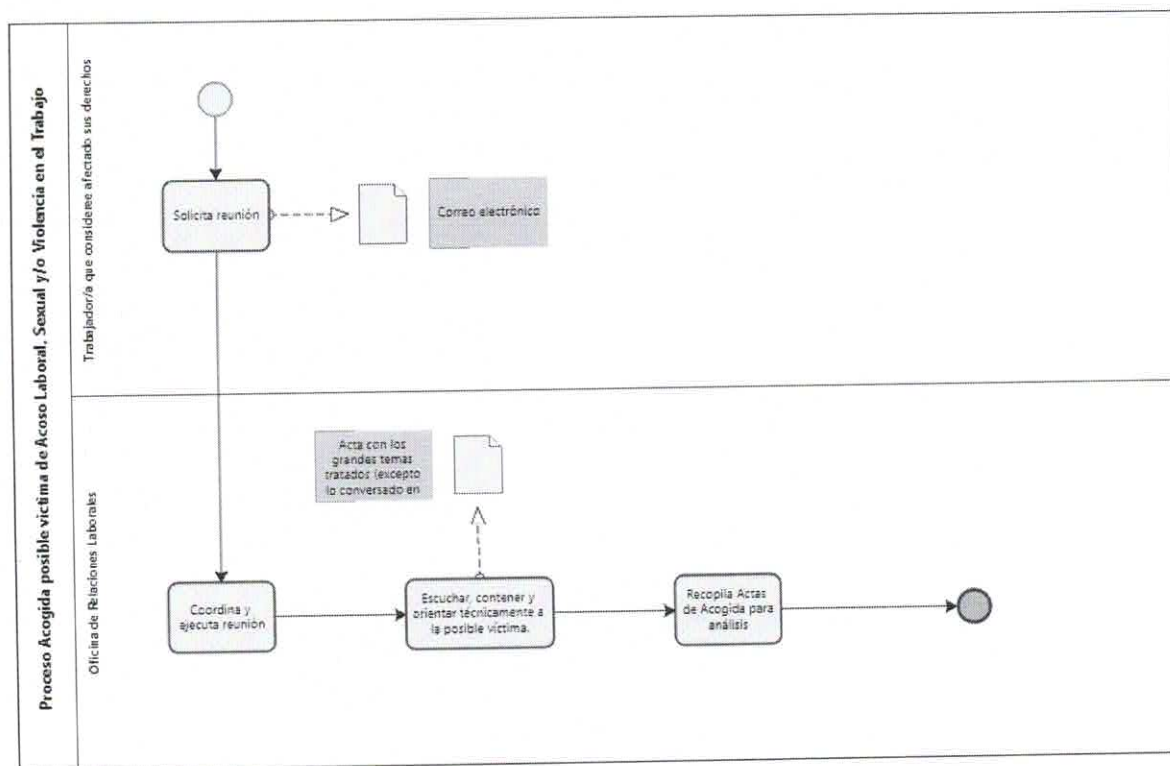 Proceso Acogida posible víctima de Acoso Laboral, Sexual y/o Violencia en el Trabajo
Trabajador/a que considere afectado sus derechos
Solicita reunión
Correo electrónico
Oficina de Relaciones Laborales
Acta con los
grandes temas
tratados (excepto
lo conversado en
Coordina y
ejecuta reunión
Escuchar, contener y
orientar técnicamente a
la posible víctima.
Recopila Actas
de Acogida para
análisis